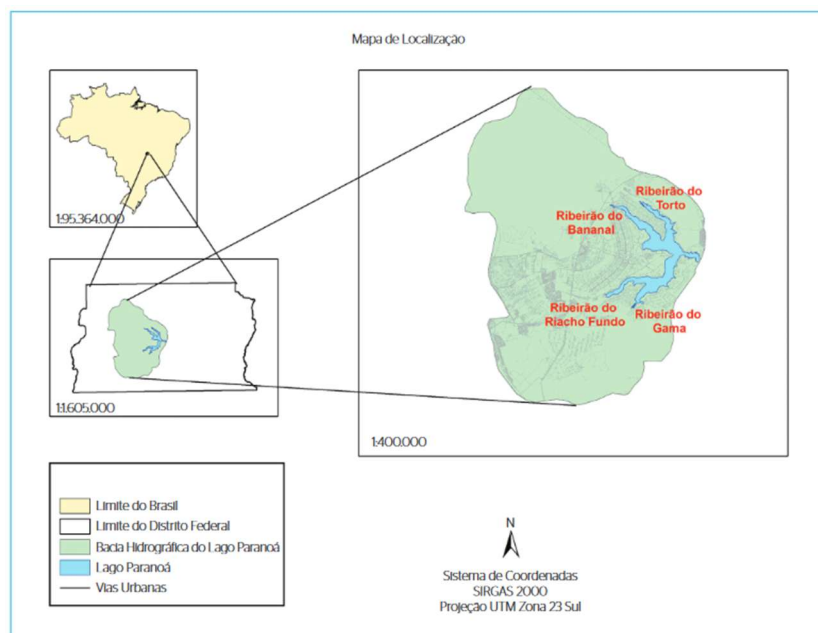 Mapa de Localização
1:95.364.000
Ribeirão do
Torto
Ribeirão do
Bananal
Ribeirão do
Riacho Fundo
Ribeirão do
Gama
1:1.605.000
1:400.000
Limite do Brasil
Limite do Distrito Federal
Bacia Hidrográfica do Lago Paranoá
Lago Paranoá
Vias Urbanas
N
Sistema de Coordenadas
SIRGAS 2000
Projeção UTM Zona 23 Sul